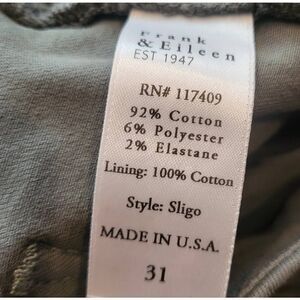 Frank
& Eileen
EST 1947
RN# 117409
92% Cotton
6% Polyester
2% Elastane
Lining: 100% Cotton
Style: Sligo
MADE IN U.S.A.
31